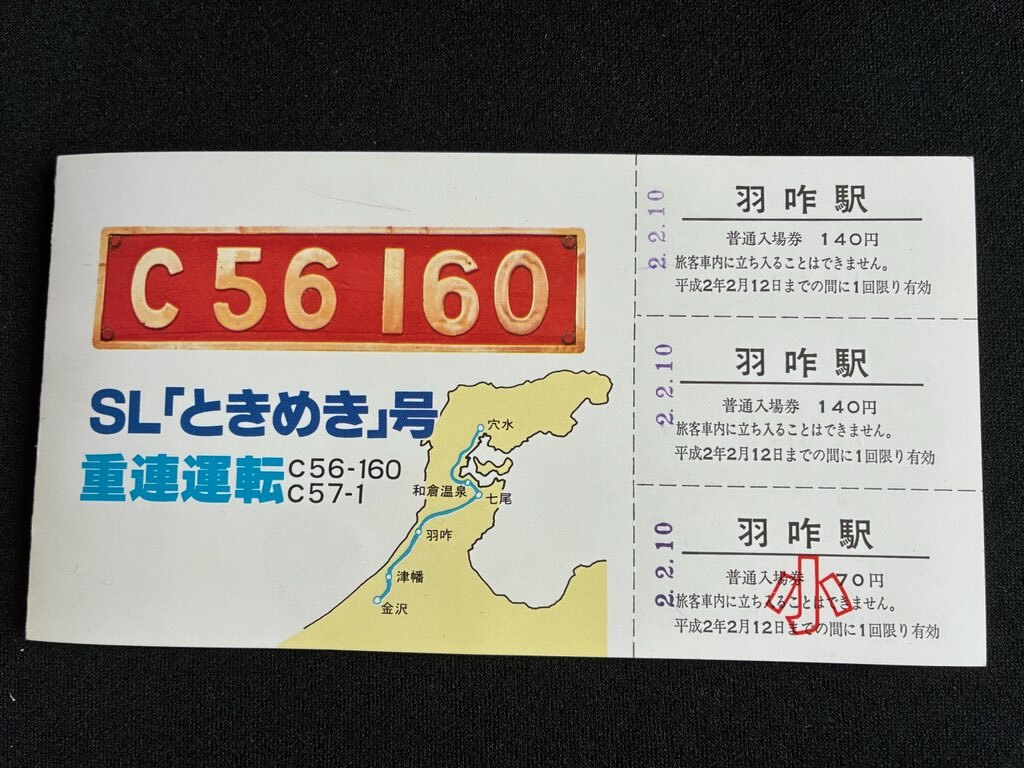 C56 160
SL「ときめき」号
重連運転
C56-160
C57-1
穴水
和倉温泉
七尾
羽咋
津幡
金沢
2.2.10
羽咋駅
普通入場券 140円
旅客車内に立ち入ることはできません。
平成2年2月12日までの間に1回限り有効
2.2.10
羽咋駅
普通入場券 140円
旅客車内に立ち入ることはできません。
平成2年2月12日までの間に1回限り有効
2.2.10
羽咋駅
普通入場券 70円
小
旅客車内に立ち入ることはできません。
平成2年2月12日までの間に1回限り有効